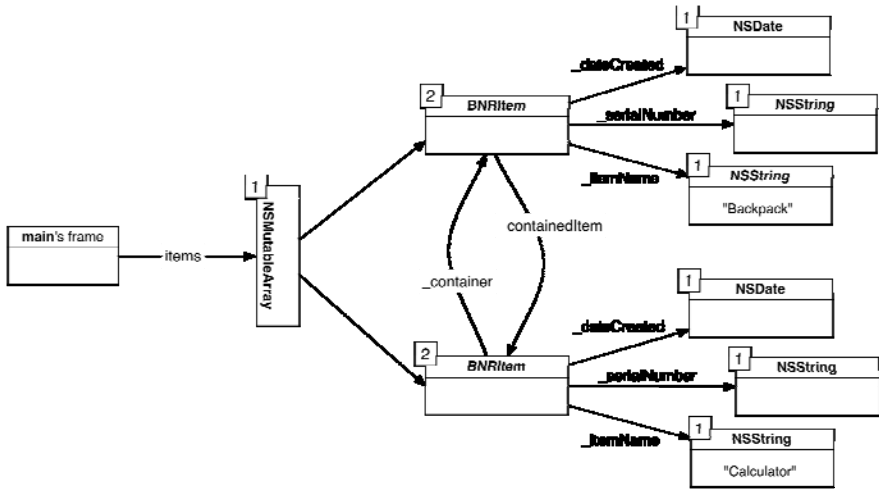 1
NSDate
_dateCreated
2
BNRItem
_serialNumber
1
NSString
_itemName
1
NSString
"Backpack"
1
NSMutableArray
main's frame
items
containedItem
_container
1
NSDate
_dateCreated
2
BNRItem
_serialNumber
1
NSString
_itemName
1
NSString
"Calculator"